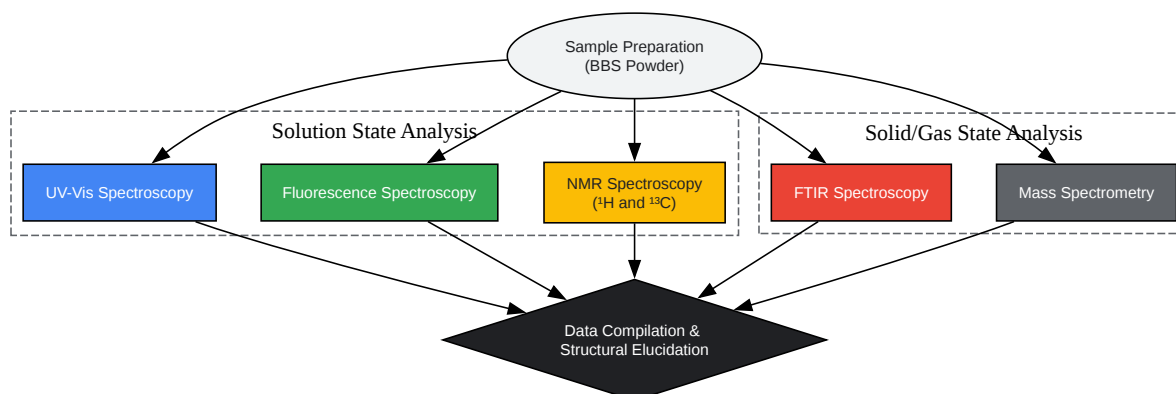 Sample Preparation
(BBS Powder)
Solution State Analysis
Solid/Gas State Analysis
UV-Vis Spectroscopy
Fluorescence Spectroscopy
NMR Spectroscopy
(¹H and ¹³C)
FTIR Spectroscopy
Mass Spectrometry
Data Compilation &
Structural Elucidation